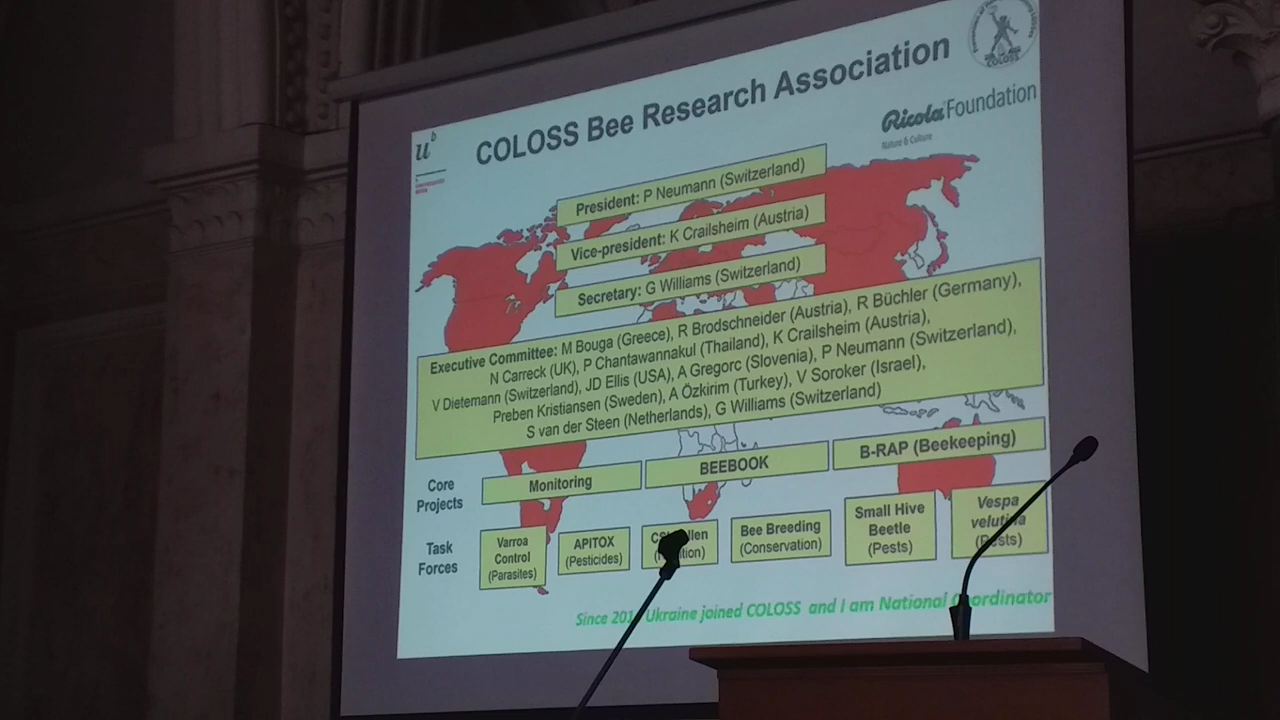 COLOSS Bee Research Association
COLOSS
u
b
Ricola Foundation
Nature & Culture
President: P Neumann (Switzerland)
Vice-president: K Crailsheim (Austria)
Secretary: G Williams (Switzerland)
Executive Committee: M Bouga (Greece), R Brodschneider (Austria), R Büchler (Germany),
N Carreck (UK), P Chantawannakul (Thailand), K Crailsheim (Austria),
V Dietemann (Switzerland), JD Ellis (USA), A Gregorc (Slovenia), P Neumann (Switzerland),
Preben Kristiansen (Sweden), A Özkirim (Turkey), V Soroker (Israel),
S van der Steen (Netherlands), G Williams (Switzerland)
Core
Projects
Monitoring
BEEBOOK
B-RAP (Beekeeping)
Task
Forces
Varroa
Control
(Parasites)
APITOX
(Pesticides)
Bee Breeding
(Conservation)
Small Hive
Beetle
(Pests)
Vespa
velutina
(Pests)
Since Ukraine joined COLOSS and I am National Coordinator